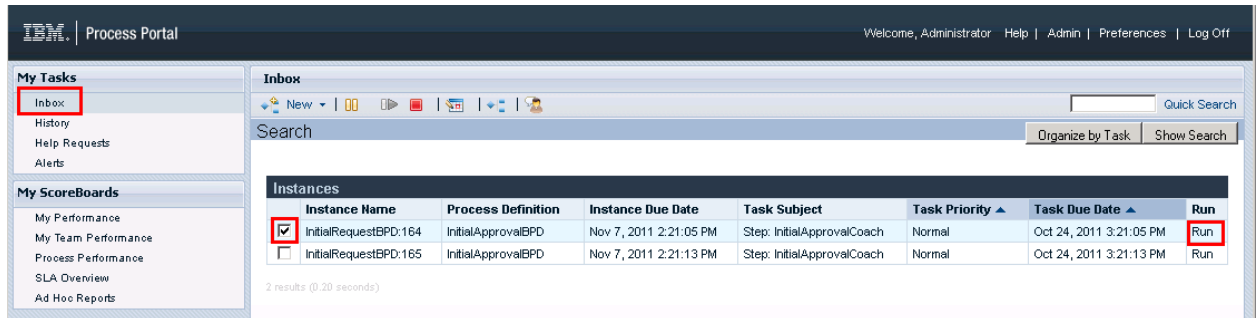 IBM. Process Portal
Welcome, Administrator Help | Admin | Preferences | Log Off
My Tasks
Inbox
History
Help Requests
Alerts
My ScoreBoards
My Performance
My Team Performance
Process Performance
SLA Overview
Ad Hoc Reports
Inbox
New
Quick Search
Search
Organize by Task Show Search
Instances
Instance Name Process Definition Instance Due Date Task Subject Task Priority Task Due Date Run
InitialRequestBPD:164 InitialApprovalBPD Nov 7, 2011 2:21:05 PM Step: InitialApprovalCoach Normal Oct 24, 2011 3:21:05 PM Run
InitialRequestBPD:165 InitialApprovalBPD Nov 7, 2011 2:21:13 PM Step: InitialApprovalCoach Normal Oct 24, 2011 3:21:13 PM Run
2 results (0.20 seconds)